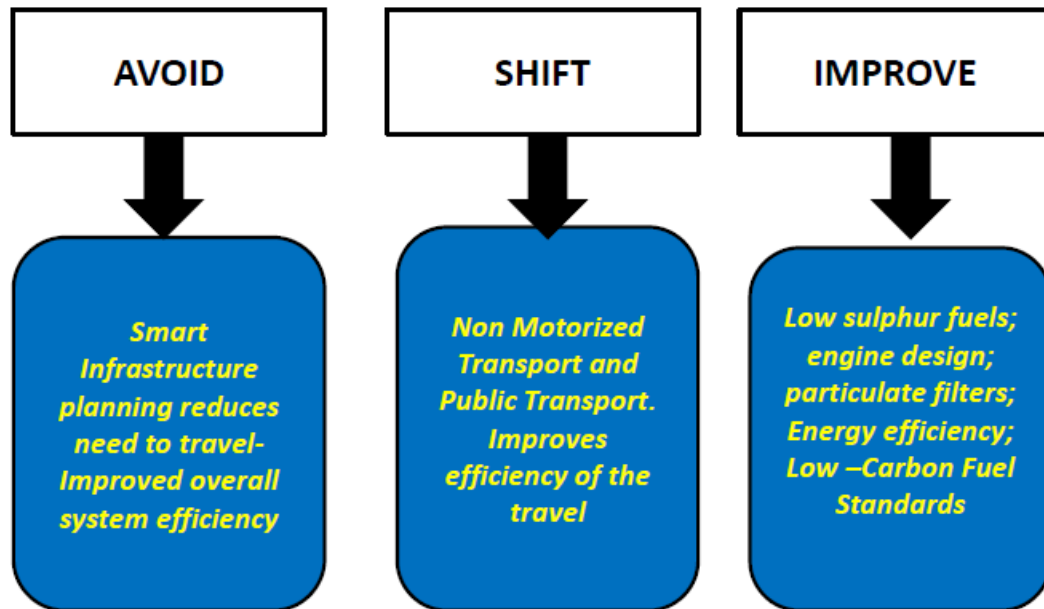 AVOID
Smart
Infrastructure
planning reduces
need to travel-
Improved overall
system efficiency
SHIFT
Non Motorized
Transport and
Public Transport.
Improves
efficiency of the
travel
IMPROVE
Low sulphur fuels;
engine design;
particulate filters;
Energy efficiency;
Low –Carbon Fuel
Standards